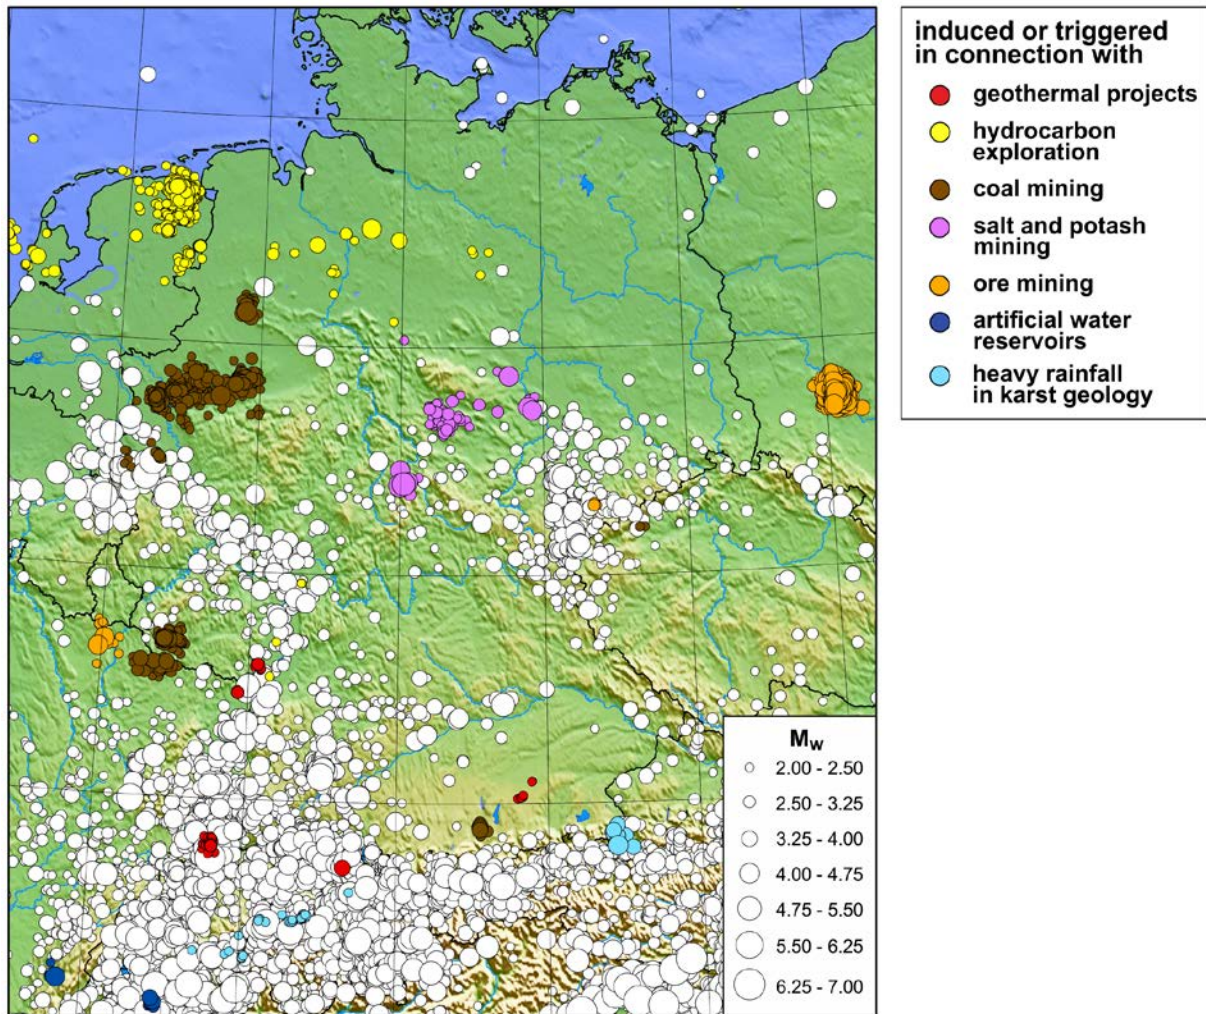 induced or triggered
in connection with
geothermal projects
hydrocarbon
exploration
coal mining
salt and potash
mining
ore mining
artificial water
reservoirs
heavy rainfall
in karst geology
Mw
2.00 - 2.50
2.50 - 3.25
3.25 - 4.00
4.00 - 4.75
4.75 - 5.50
5.50 - 6.25
6.25 - 7.00